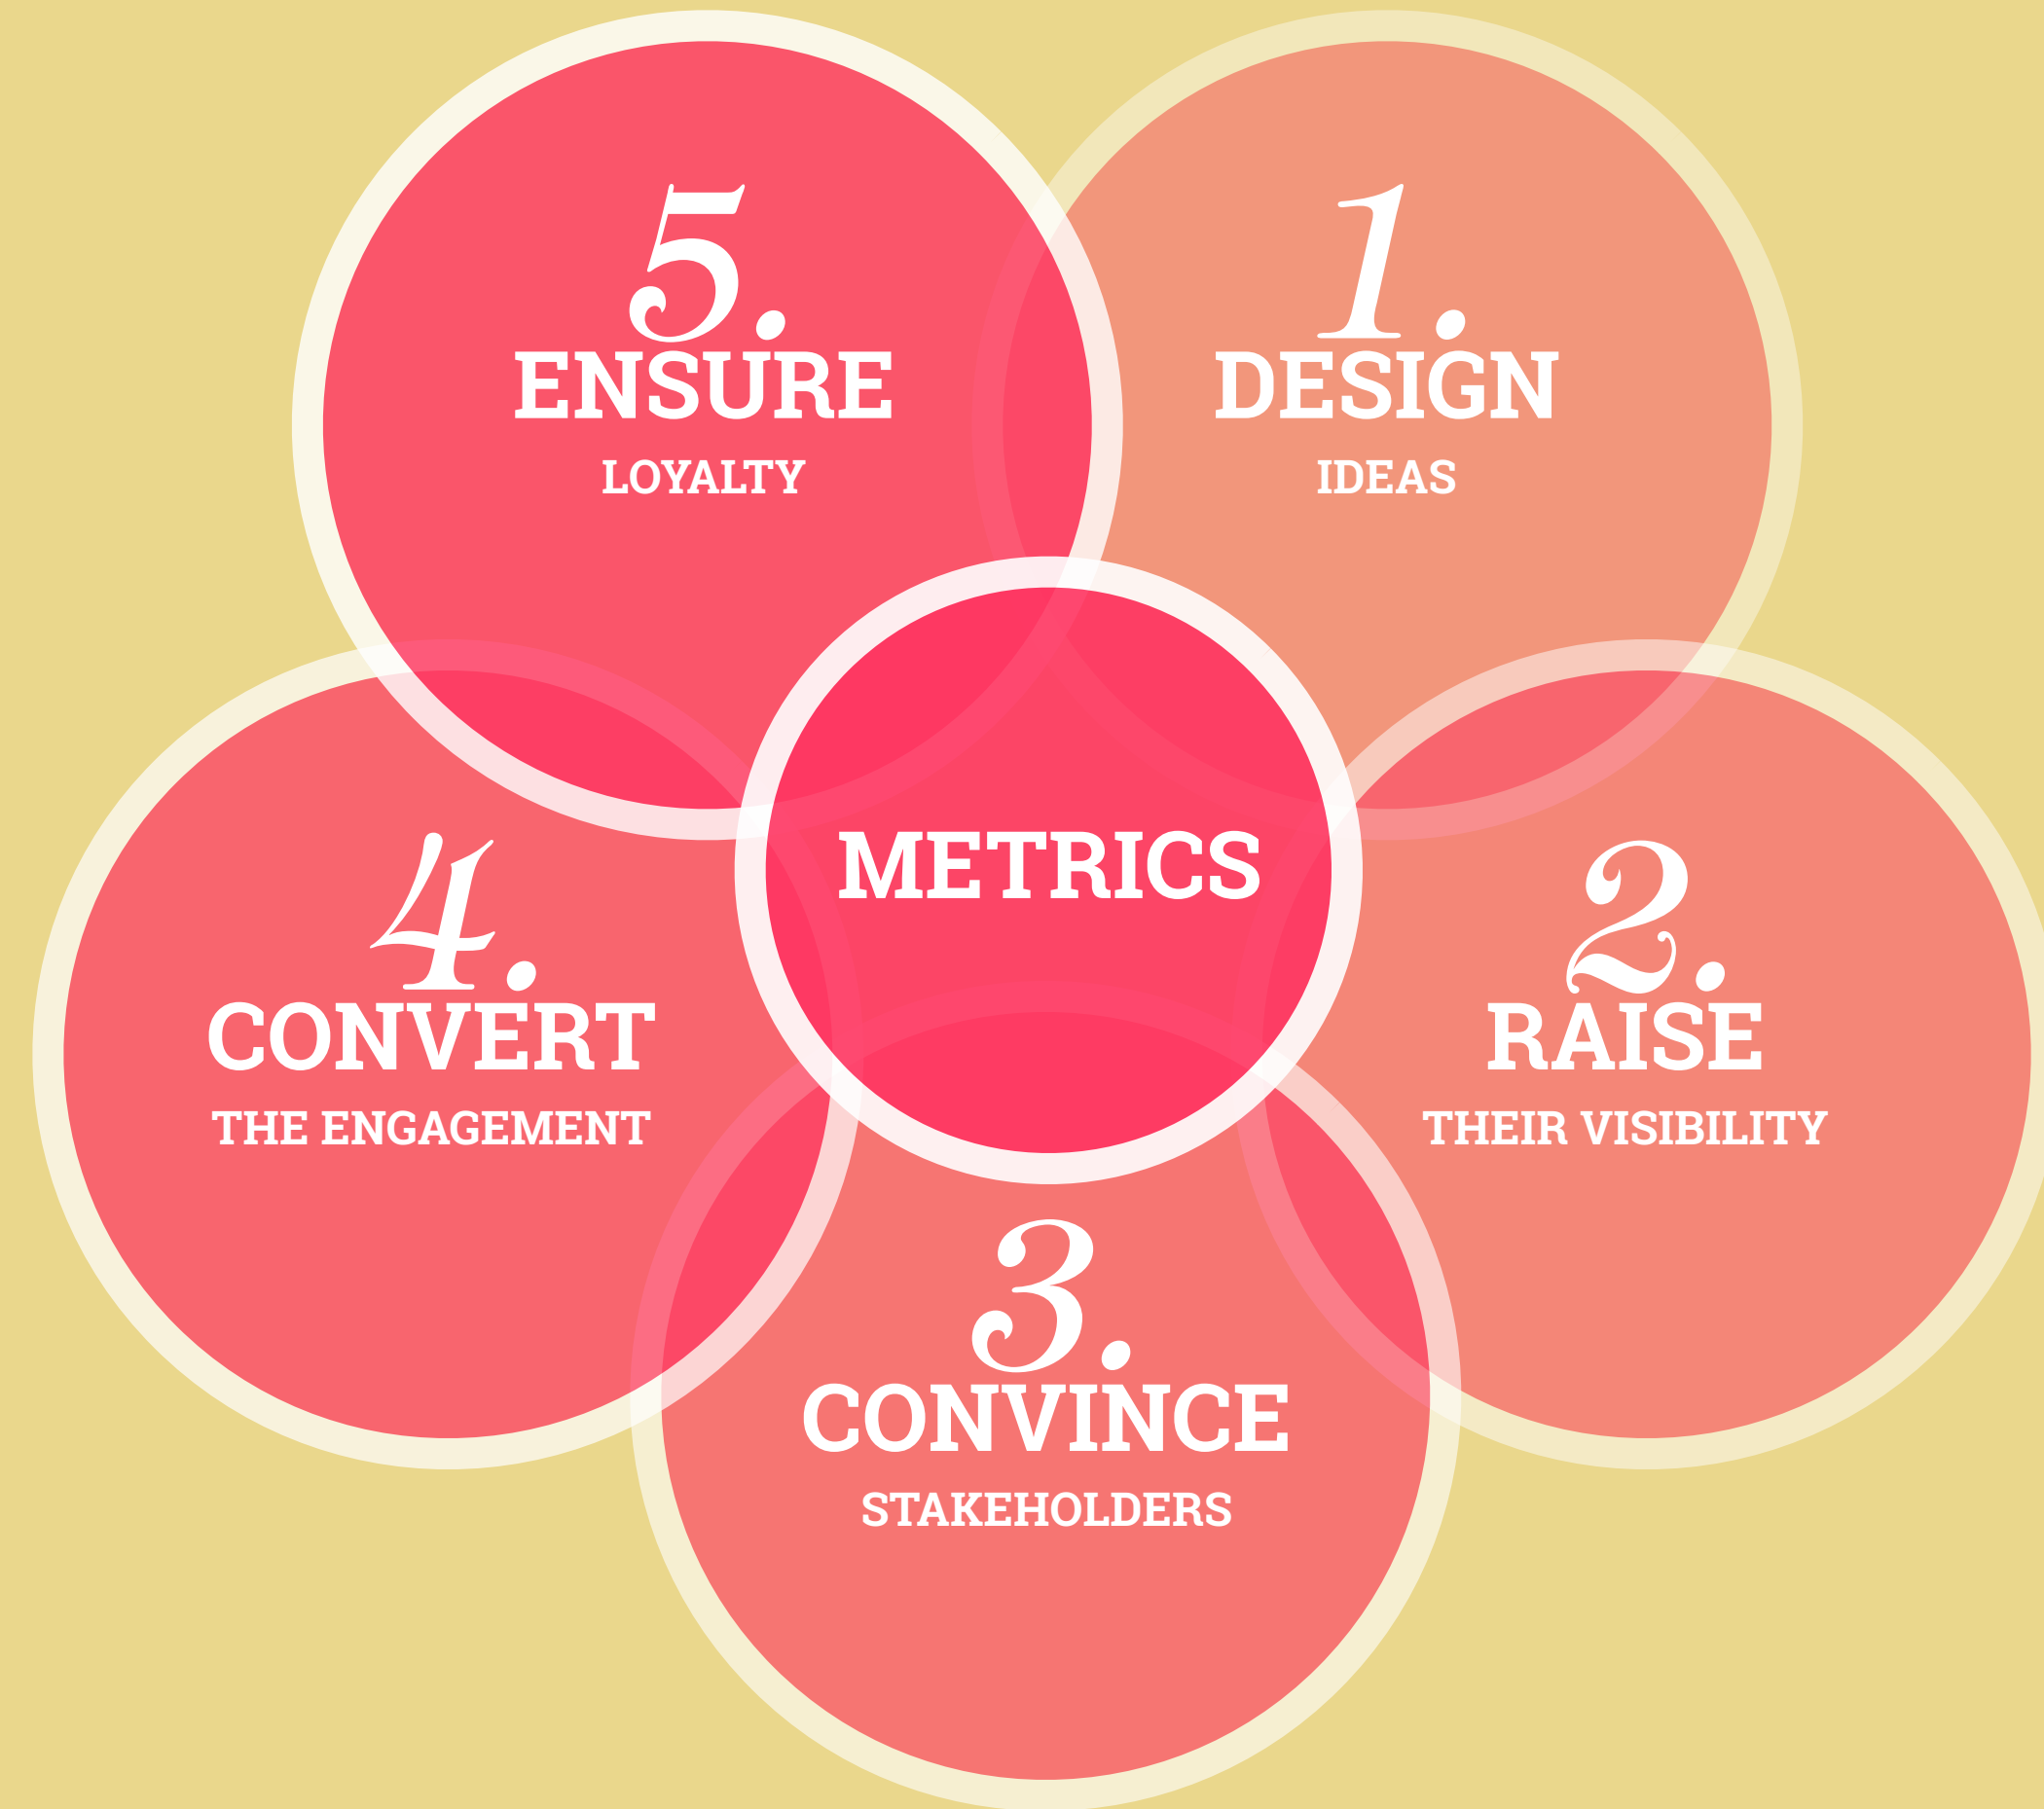 5.
ENSURE
LOYALTY
1.
DESIGN
IDEAS
METRICS
4.
CONVERT
THE ENGAGEMENT
2.
RAISE
THEIR VISIBILITY
3.
CONVINCE
STAKEHOLDERS